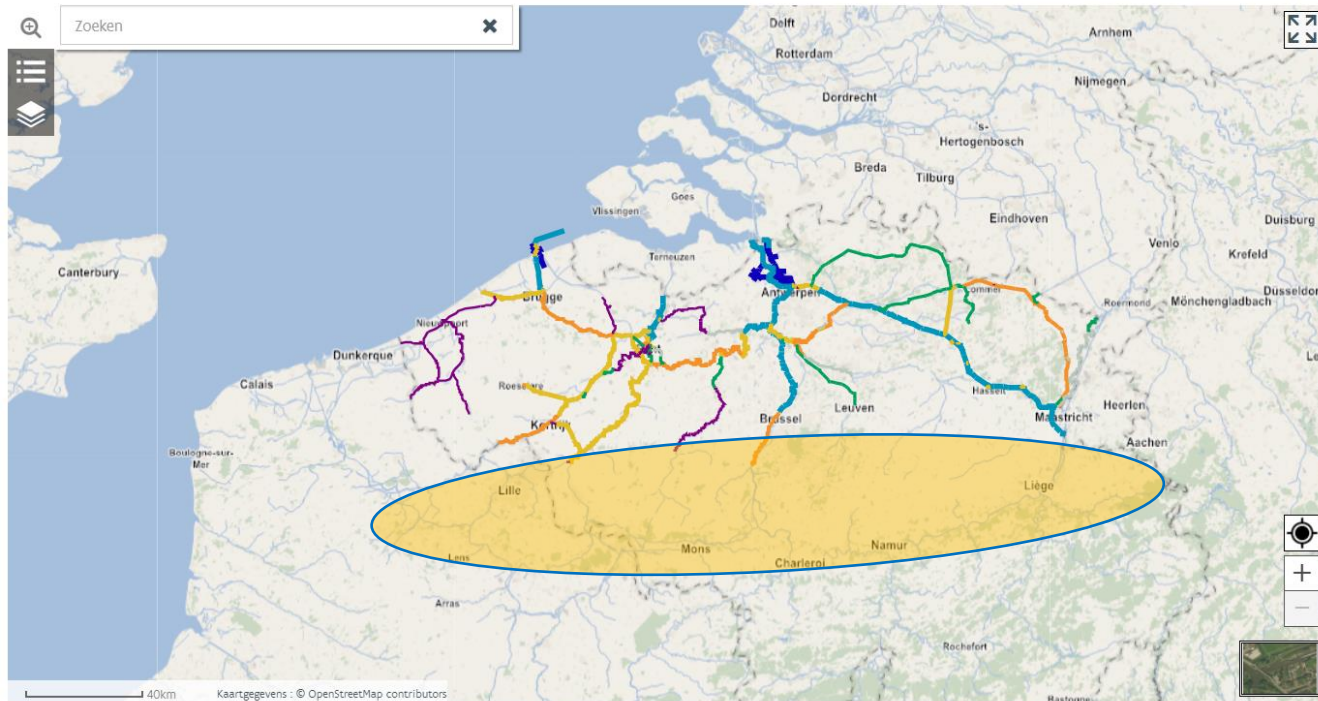 Zoeken
Delft
Rotterdam
Arnhem
Nijmegen
Dordrecht
's-
Hertogenbosch
Breda
Tilburg
Goes
Vlissingen
Eindhoven
Duisburg
Venlo
Krefeld
Terneuzen
Canterbury
Brugge
Antwerpen
Roermond
Mönchengladbach
Düsseldor
Nieuwpoort
Dunkerque
Calais
Kortrijk
Brussel
Leuven
Hasselt
Maastricht
Heerlen
Aachen
Boulogne-sur-
Mer
Lille
Liège
Lens
Mons
Namur
Charleroi
Arras
Rochefort
Bastogne
40km
Kaartgegevens : © OpenStreetMap contributors